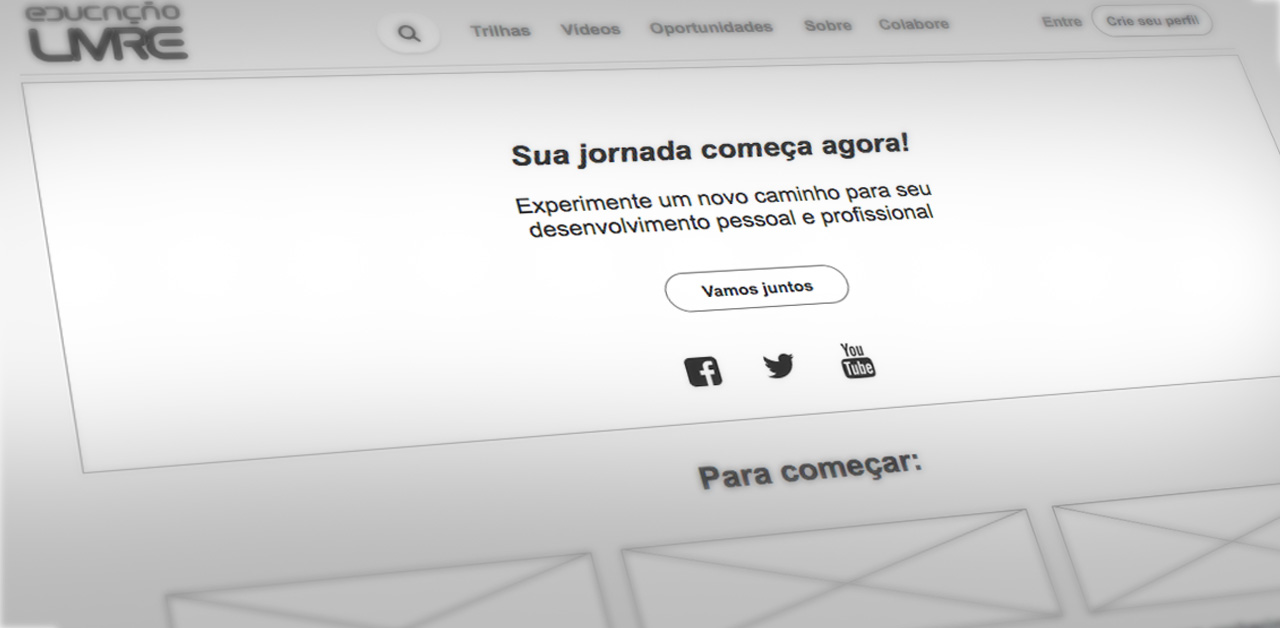 EDUCAÇÃO
LIVRE
Trilhas
Vídeos
Oportunidades
Sobre
Colabore
Entre
Crie seu perfil
Sua jornada começa agora!
Experimente um novo caminho para seu
desenvolvimento pessoal e profissional
Vamos juntos
You
Tube
Para começar: